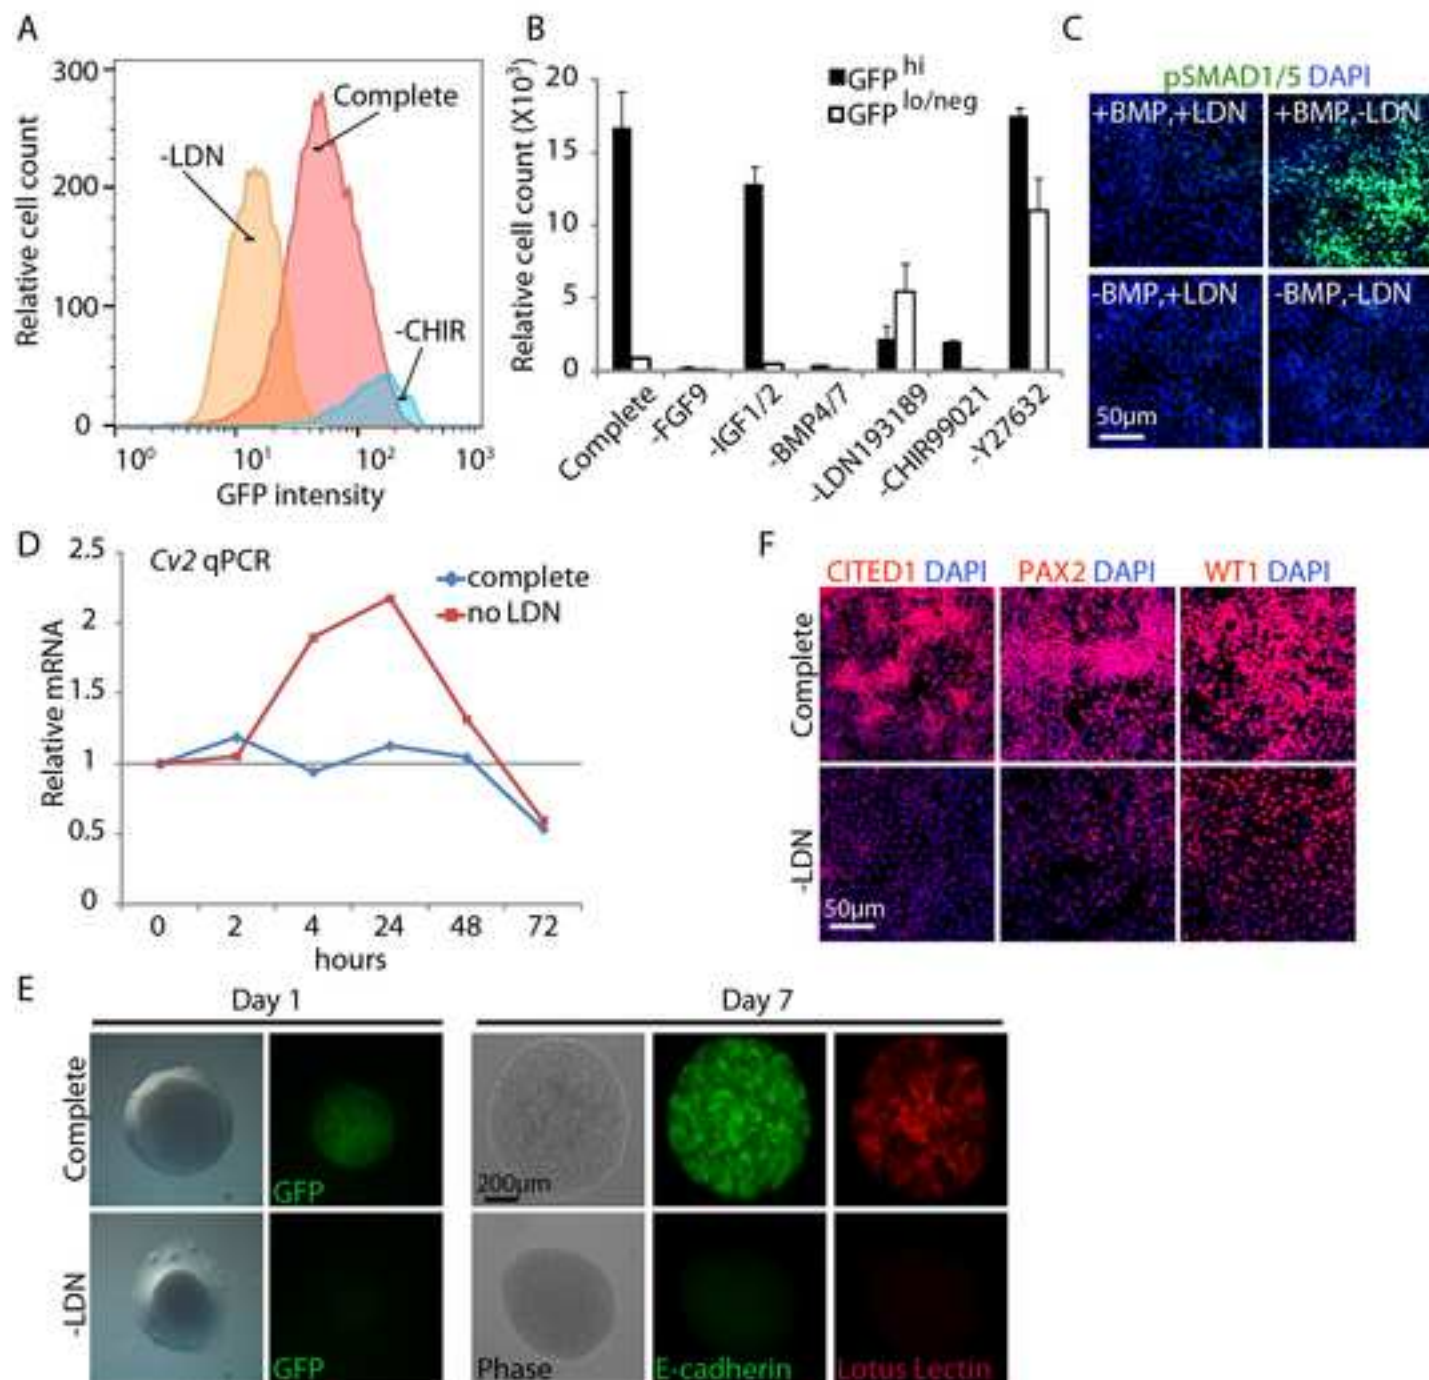 A
300
200
100
0
Relative cell count
Complete
-LDN
-CHIR
10⁰ 10¹ 10² 10³
GFP intensity
B
20
15
10
5
0
Relative cell count (X10³)
GFP hi
GFP lo/neg
Complete
-FGF9
-IGF1/2
-BMP4/7
-LDN193189
-CHIR99021
-Y27632
C
pSMAD1/5 DAPI
+BMP,+LDN
+BMP,-LDN
-BMP,+LDN
-BMP,-LDN
50μm
D
Cv2 qPCR
complete
no LDN
2.5
2
1.5
1
0.5
0
Relative mRNA
0 2 4 24 48 72
hours
F
CITED1 DAPI
PAX2 DAPI
WT1 DAPI
Complete
-LDN
50μm
E
Day 1
Day 7
Complete
GFP
200μm
-LDN
GFP
Phase
E-cadherin
Lotus Lectin